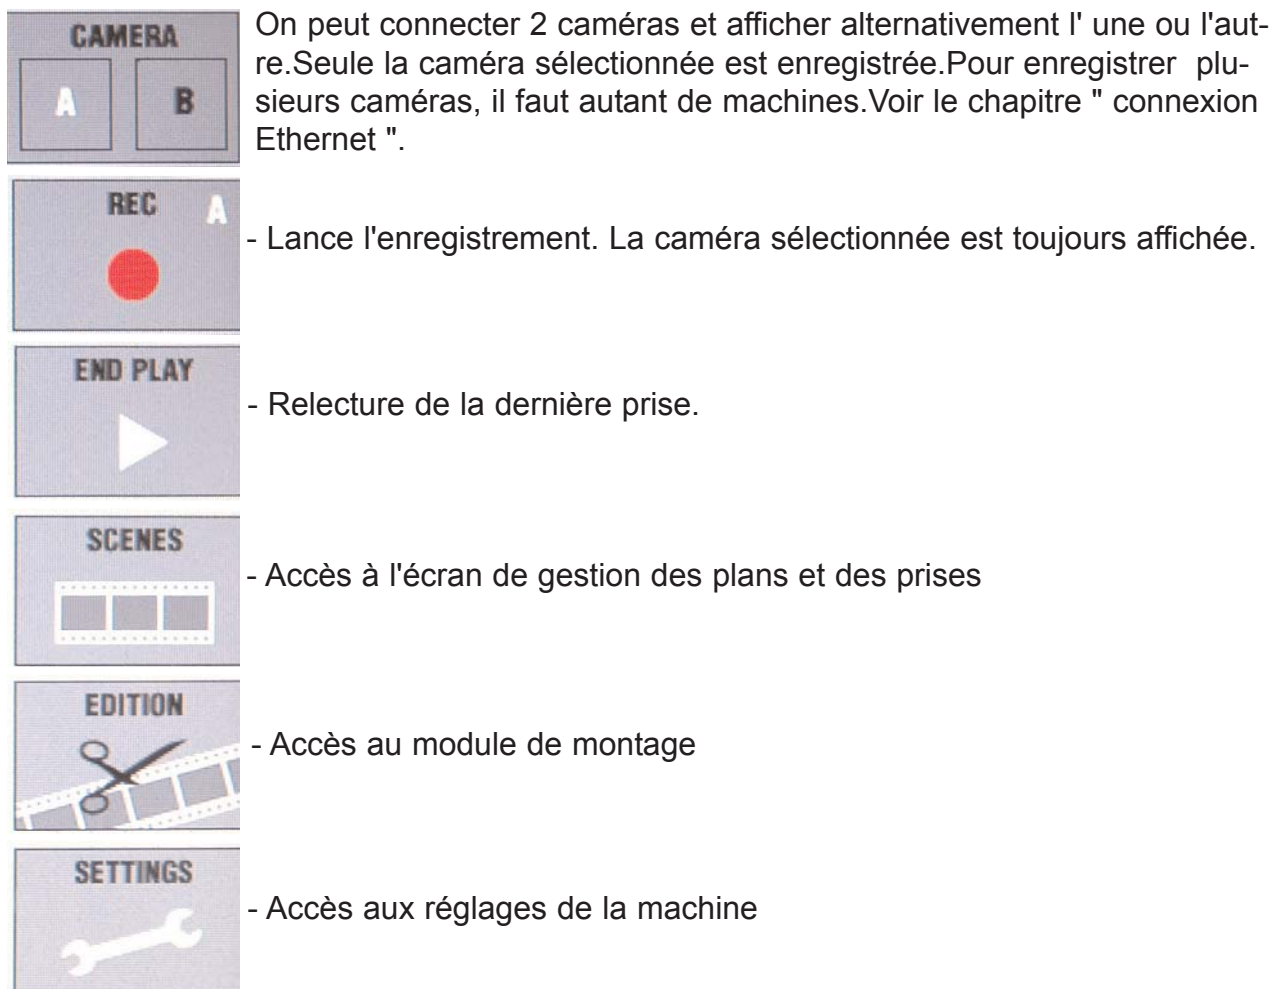 CAMERA
A B
On peut connecter 2 caméras et afficher alternativement l' une ou l'aut-
re.Seule la caméra sélectionnée est enregistrée.Pour enregistrer  plu-
sieurs caméras, il faut autant de machines.Voir le chapitre " connexion
Ethernet ".
REC A
- Lance l'enregistrement. La caméra sélectionnée est toujours affichée.
END PLAY
- Relecture de la dernière prise.
SCENES
- Accès à l'écran de gestion des plans et des prises
EDITION
- Accès au module de montage
SETTINGS
- Accès aux réglages de la machine